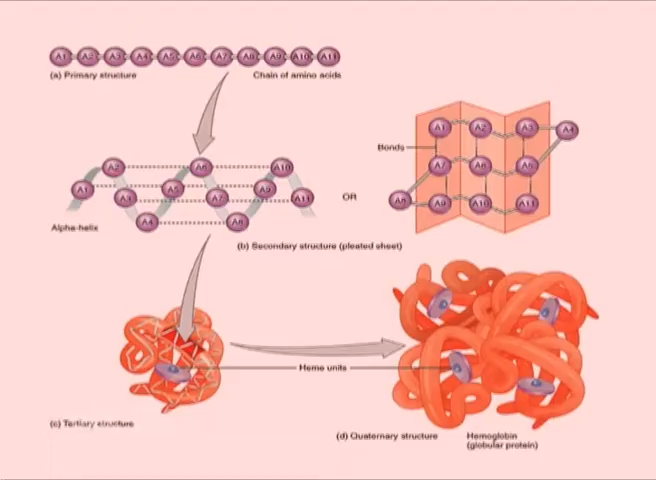 A1 A2 A3 A4 A5 A6 A7 A8 A9 A10 A11
(a) Primary structure Chain of amino acids
A1 A2 A3 A4
Bonds
A2 A6 A10
A7 A8
A1 A5 A9
A3 A7 A11
OR
A9 A10 A11
A4 A8
Alpha-helix
(b) Secondary structure (pleated sheet)
Heme units
(c) Tertiary structure
(d) Quaternary structure Hemoglobin
(globular protein)